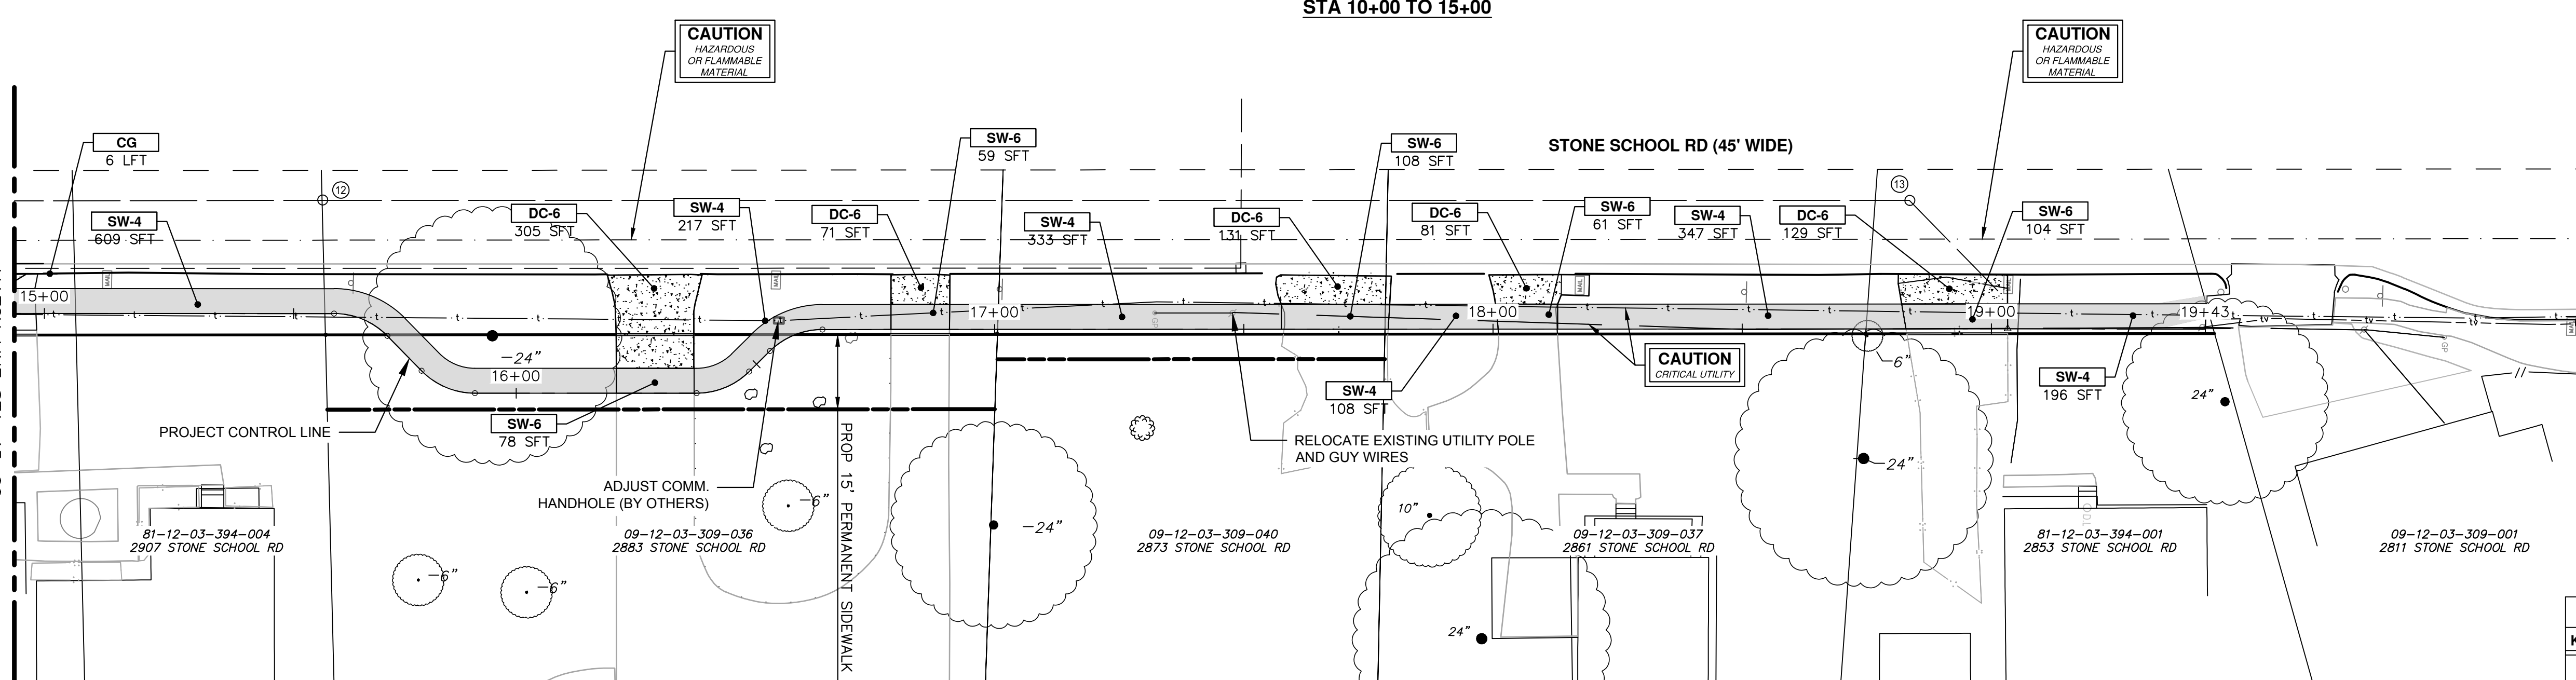 STA 10+00 TO 15+00
CAUTION
HAZARDOUS
OR FLAMMABLE
MATERIAL
CAUTION
HAZARDOUS
OR FLAMMABLE
MATERIAL
CG
6 LFT
SW-6
59 SFT
SW-6
108 SFT
STONE SCHOOL RD (45' WIDE)
12
13
SW-4
609 SFT
DC-6
305 SFT
SW-4
217 SFT
DC-6
71 SFT
SW-4
333 SFT
DC-6
131 SFT
DC-6
81 SFT
SW-6
61 SFT
SW-4
347 SFT
DC-6
129 SFT
SW-6
104 SFT
MAIL
MAIL
MAIL
MAIL
MAIL
15+00
16+00
17+00
18+00
19+00
19+43
GP
GP
24"
6"
CAUTION
CRITICAL UTILITY
SW-4
108 SFT
SW-4
196 SFT
24"
PROJECT CONTROL LINE
SW-6
78 SFT
RELOCATE EXISTING UTILITY POLE
AND GUY WIRES
PROP 15' PERMANENT SIDEWALK
ADJUST COMM.
HANDHOLE (BY OTHERS)
24"
6"
24"
10"
81-12-03-394-004
2907 STONE SCHOOL RD
09-12-03-309-036
2883 STONE SCHOOL RD
09-12-03-309-040
2873 STONE SCHOOL RD
09-12-03-309-037
2861 STONE SCHOOL RD
81-12-03-394-001
2853 STONE SCHOOL RD
09-12-03-309-001
2811 STONE SCHOOL RD
6"
6"
24"